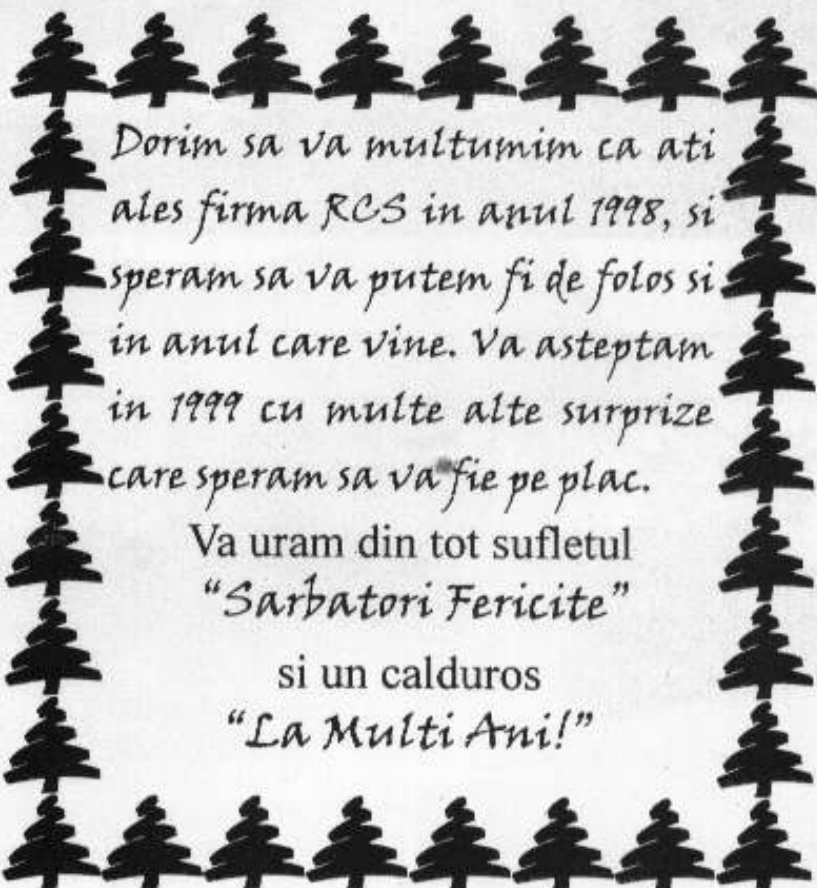 Dorim sa va multumim ca ati
ales firma RCS in anul 1998, si
speram sa va putem fi de folos si
in anul care vine. Va asteptam
in 1999 cu multe alte surprize
care speram sa va fie pe plac.
Va uram din tot sufletul
“Sarbatori Fericite”
si un calduros
“La Multi Ani!”